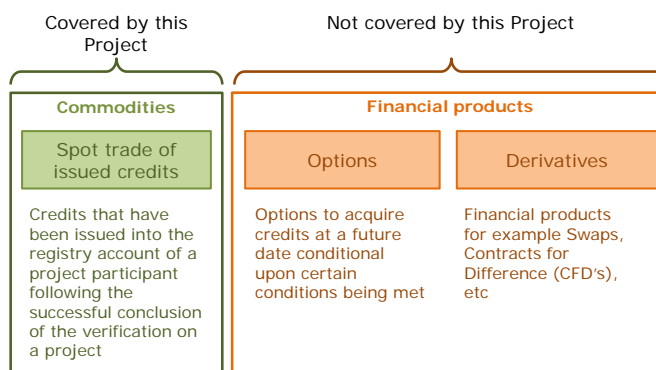 Covered by this
Project
Not covered by this Project
Commodities
Financial products
Spot trade of
issued credits
Options
Derivatives
Credits that have
been issued into the
registry account of a
project participant
following the
successful conclusion
of the verification on
a project
Options to acquire
credits at a future
date conditional
upon certain
conditions being met
Financial products
for example Swaps,
Contracts for
Difference (CFD's),
etc